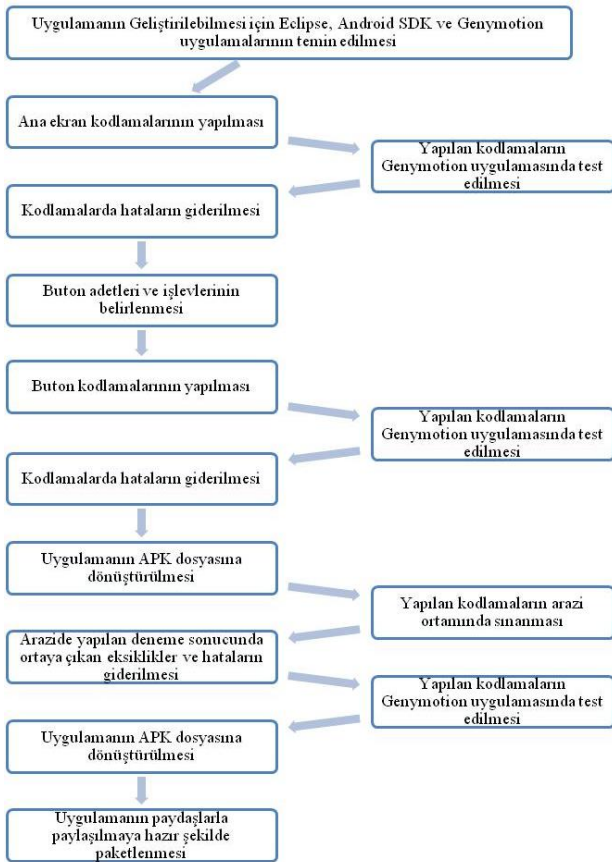 Uygulamanın Geliştirilebilmesi için Eclipse, Android SDK ve Genymotion
uygulamalarının temin edilmesi
Ana ekran kodlamalarının yapılması
Yapılan kodlamaların
Genymotion uygulamasında test
edilmesi
Kodlamalarda hataların giderilmesi
Buton adetleri ve işlevlerinin
belirlenmesi
Buton kodlamalarının yapılması
Yapılan kodlamaların
Genymotion uygulamasında test
edilmesi
Kodlamalarda hataların giderilmesi
Uygulamanın APK dosyasına
dönüştürülmesi
Yapılan kodlamaların arazi
ortamında sınanması
Arazide yapılan deneme sonucunda
ortaya çıkan eksiklikler ve hataların
giderilmesi
Yapılan kodlamaların
Genymotion uygulamasında test
edilmesi
Uygulamanın APK dosyasına
dönüştürülmesi
Uygulamanın paydaşlarla
paylaşılmaya hazır şekilde
paketlenmesi